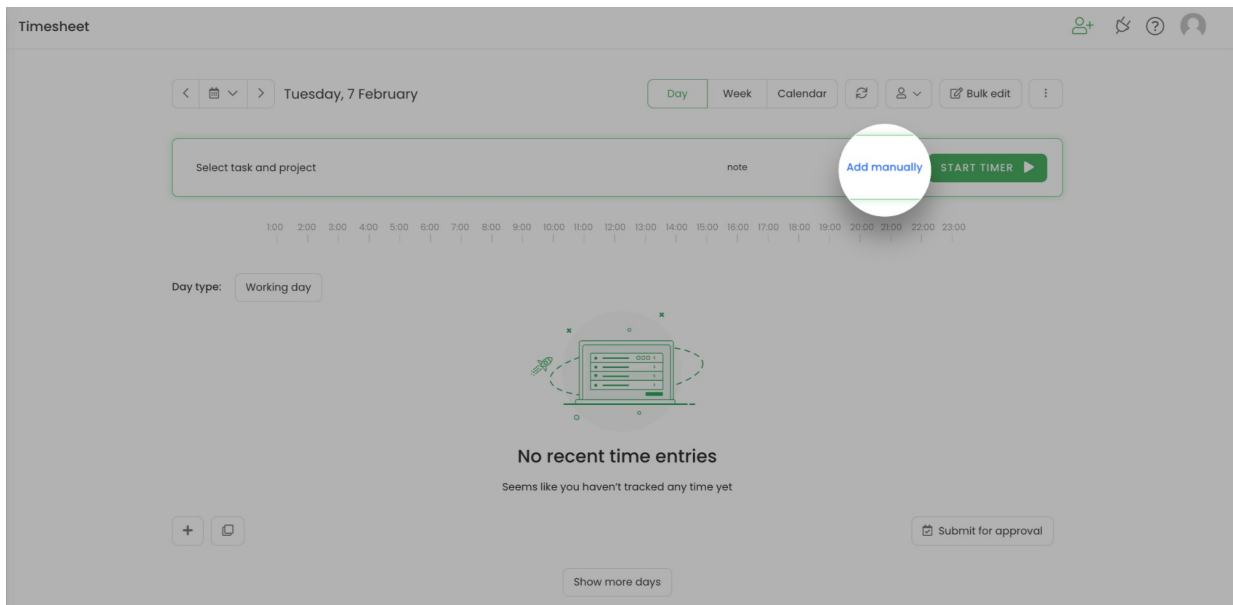 Timesheet
Tuesday, 7 February
Day Week Calendar Bulk edit
Select task and project note Add manually START TIMER
1:00 2:00 3:00 4:00 5:00 6:00 7:00 8:00 9:00 10:00 11:00 12:00 13:00 14:00 15:00 16:00 17:00 18:00 19:00 20:00 21:00 22:00 23:00
Day type: Working day
No recent time entries
Seems like you haven't tracked any time yet
Submit for approval
Show more days